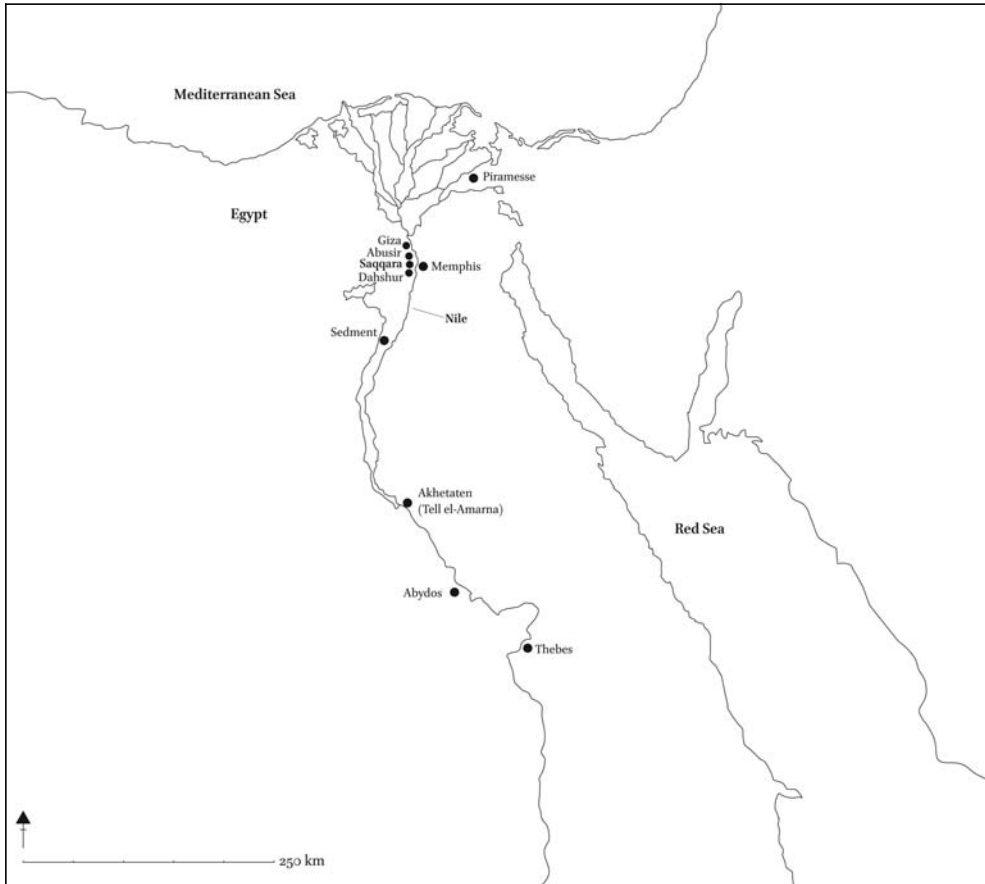 Mediterranean Sea
Piramesse
Egypt
Giza
Abusir
Saqqara
Memphis
Dahshur
Nile
Sedment
Akhetaten
(Tell el-Amarna)
Red Sea
Abydos
Thebes
250 km